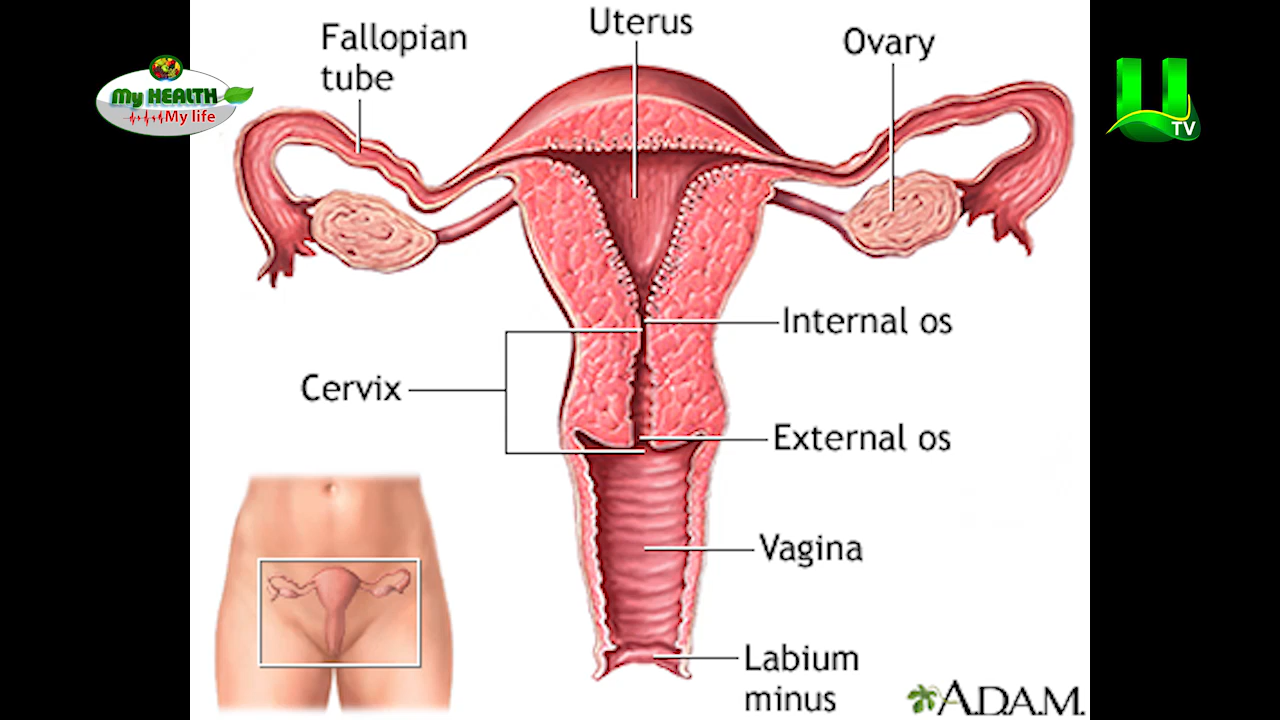 Fallopian
tube
Uterus
Ovary
My HEALTH
My life
U
TV
Internal os
Cervix
External os
Vagina
Labium
minus
A.D.A.M.